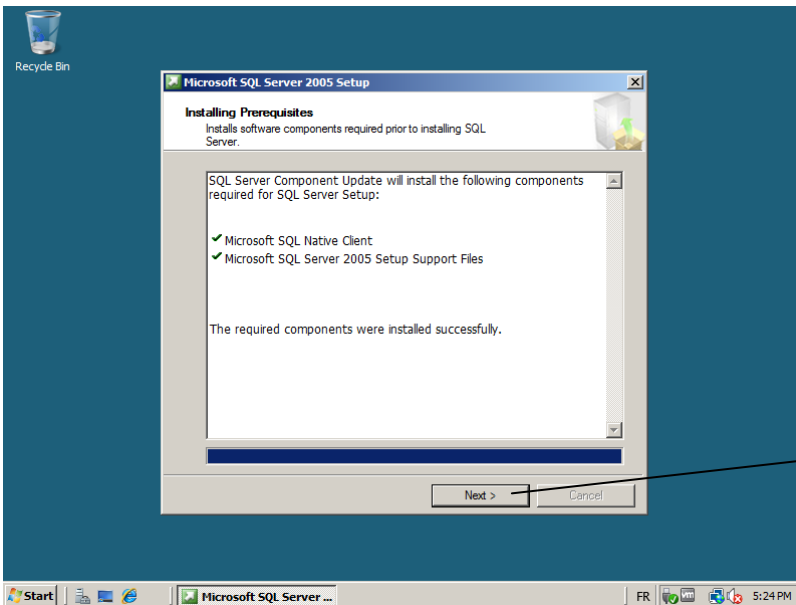 Recycle Bin
Microsoft SQL Server 2005 Setup
Installing Prerequisites
Installs software components required prior to installing SQL
Server.
SQL Server Component Update will install the following components
required for SQL Server Setup:
Microsoft SQL Native Client
Microsoft SQL Server 2005 Setup Support Files
The required components were installed successfully.
Next >
Cancel
Start
Microsoft SQL Server ...
FR
vm
5:24 PM